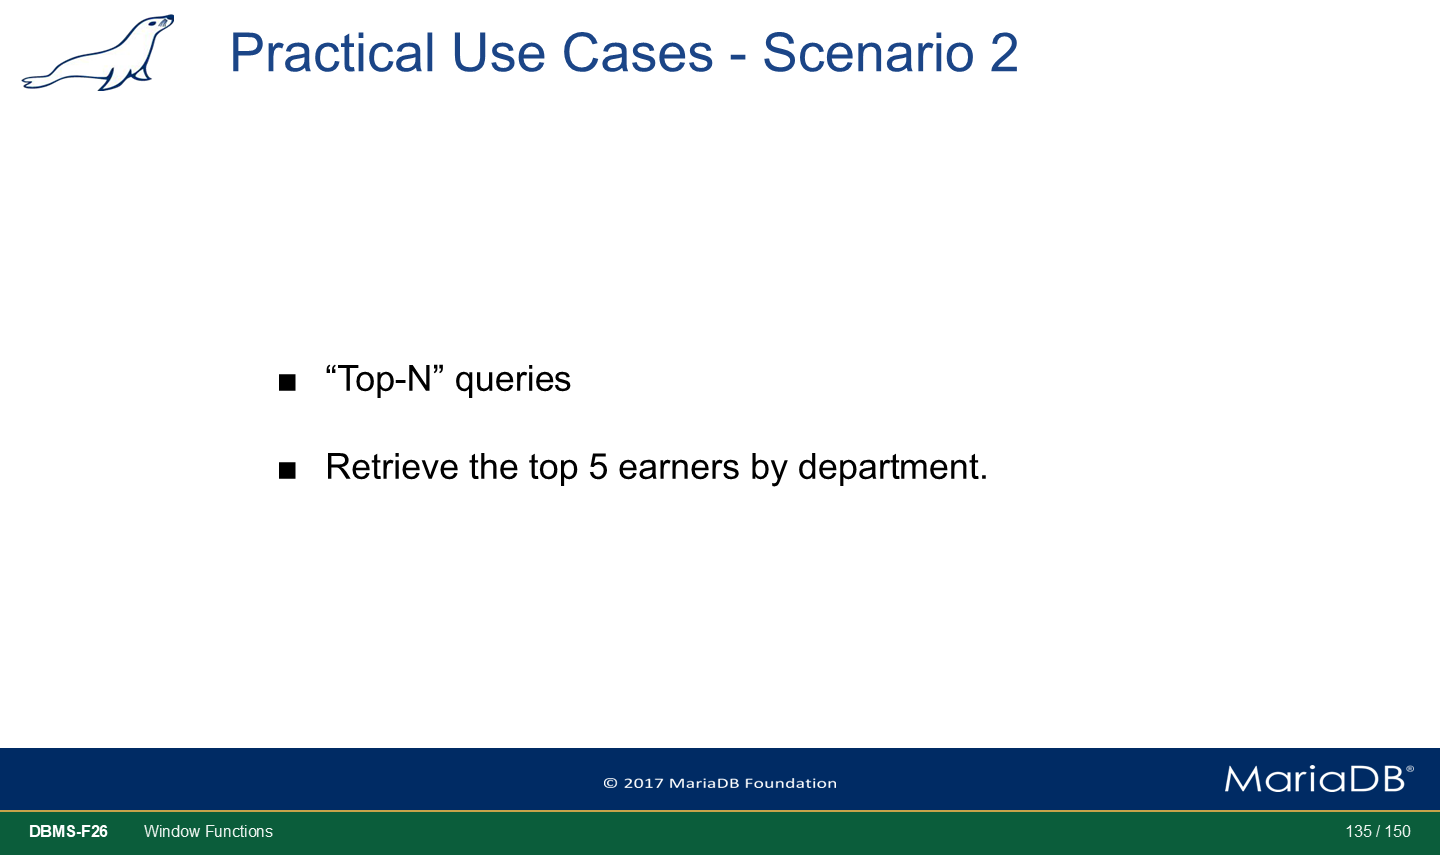 Practical Use Cases - Scenario 2
■ “Top-N” queries
■ Retrieve the top 5 earners by department.
© 2017 MariaDB Foundation
MariaDB®
DBMS-F26 Window Functions 135 / 150